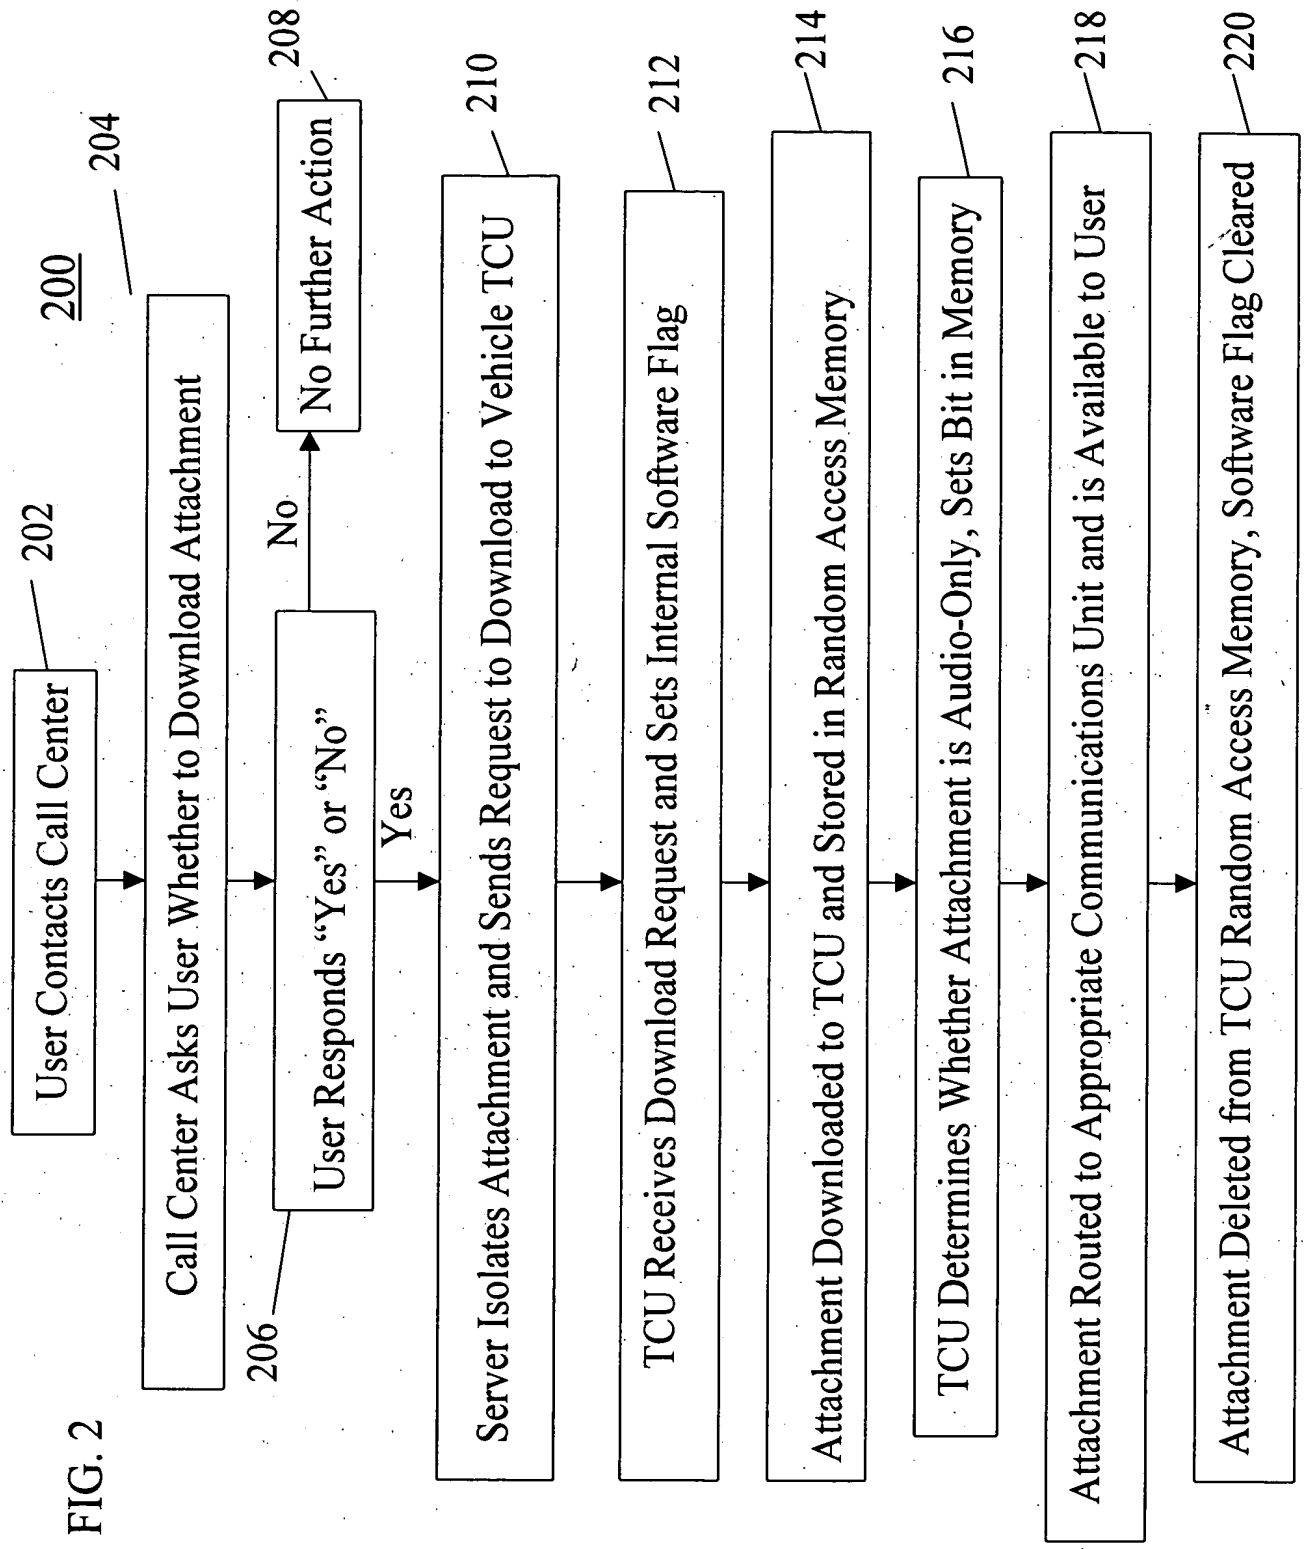 FIG. 2
200
User Contacts Call Center
202
Call Center Asks User Whether to Download Attachment
204
User Responds “Yes” or “No”
206
No
No Further Action
208
Yes
Server Isolates Attachment and Sends Request to Download to Vehicle TCU
210
TCU Receives Download Request and Sets Internal Software Flag
212
Attachment Downloaded to TCU and Stored in Random Access Memory
214
TCU Determines Whether Attachment is Audio-Only, Sets Bit in Memory
216
Attachment Routed to Appropriate Communications Unit and is Available to User
218
Attachment Deleted from TCU Random Access Memory, Software Flag Cleared
220